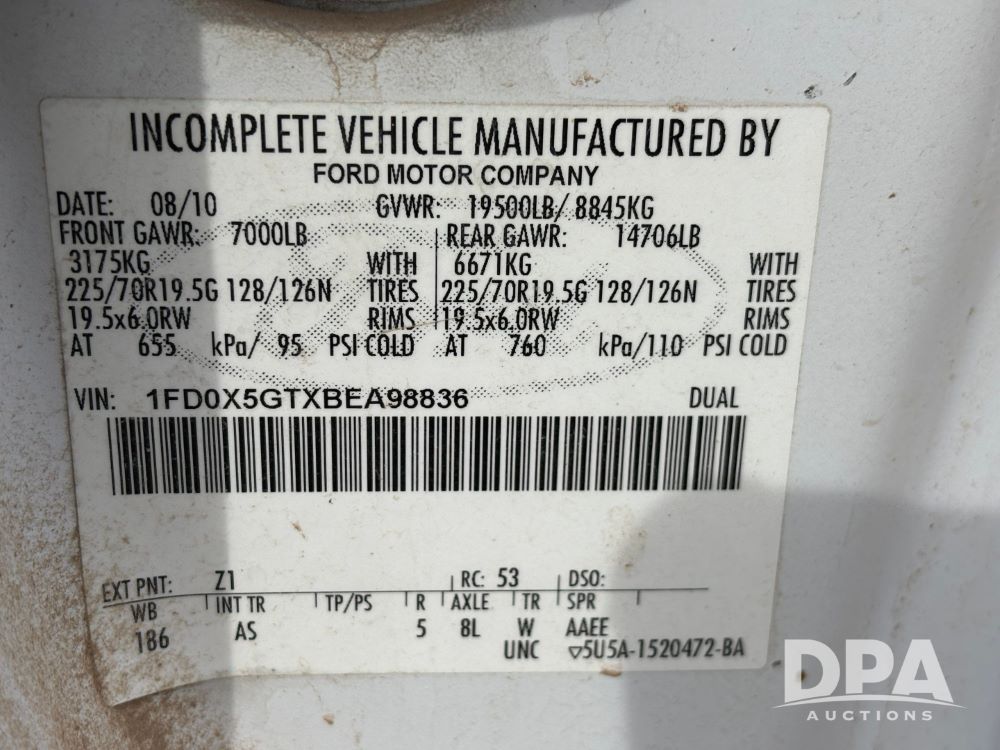 INCOMPLETE VEHICLE MANUFACTURED BY
FORD MOTOR COMPANY
DATE: 08/10 GVWR: 19500LB/ 8845KG
FRONT GAWR: 7000LB REAR GAWR: 14706LB
3175KG WITH 6671KG WITH
225/70R19.5G 128/126N TIRES 225/70R19.5G 128/126N TIRES
19.5x6.0RW RIMS 19.5x6.0RW RIMS
AT 655 kPa/ 95 PSI COLD AT 760 kPa/110 PSI COLD
VIN: 1FD0X5GTXBEA98836 DUAL
EXT PNT: Z1 RC: 53 DSO:
WB INT TR TP/PS R AXLE TR SPR
186 AS 5 8L W AAEE
UNC ▽5U5A-1520472-BA
DPA
AUCTIONS